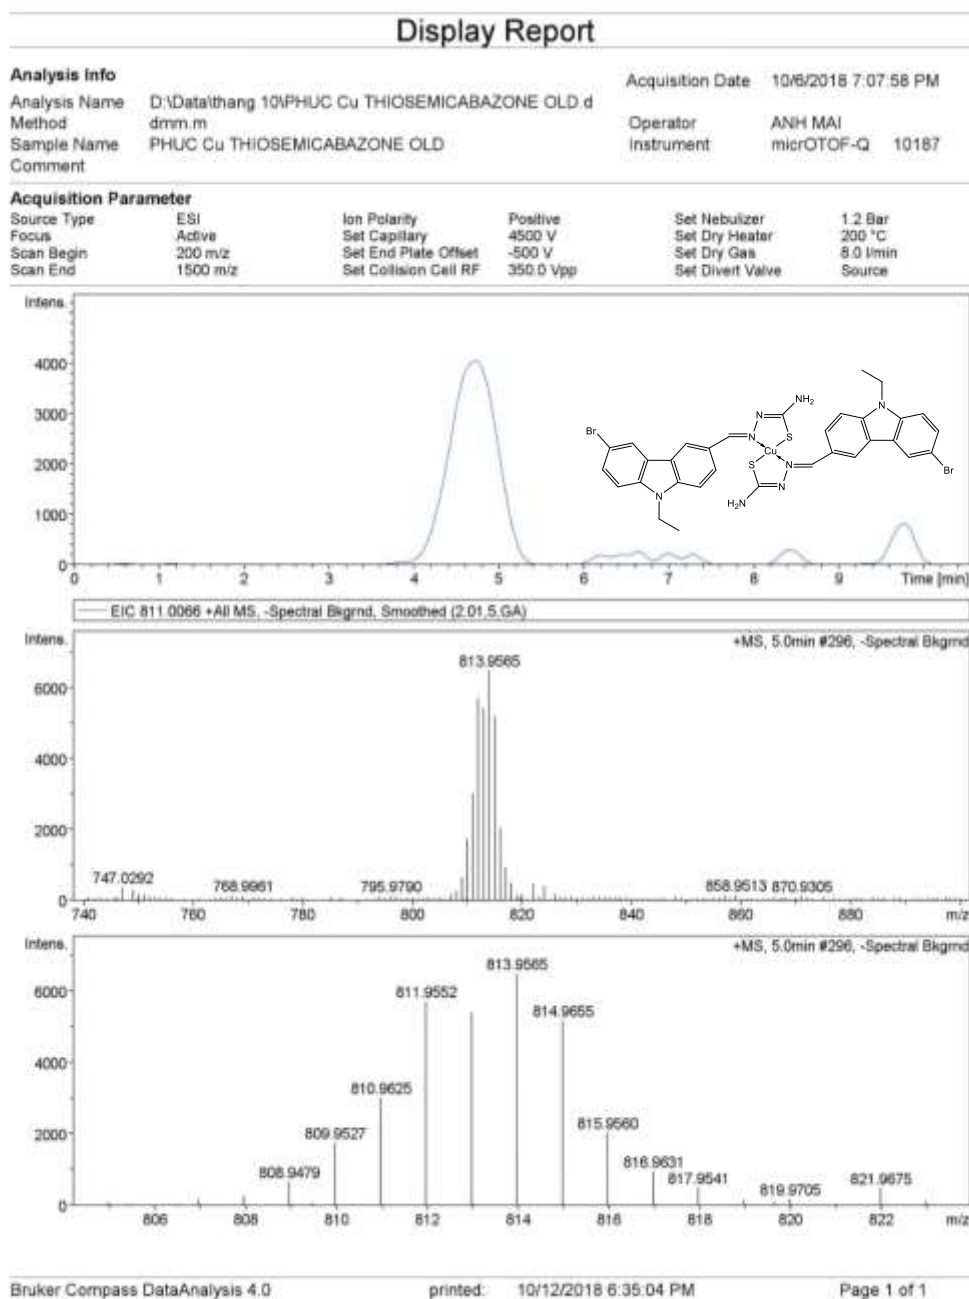 Display Report
Analysis Info
Acquisition Date 10/6/2018 7:07:58 PM
Analysis Name D:\Data\thang 10\PHUC Cu THIOSEMICABAZONE OLD.d
Method dmm.m
Operator ANH MAI
Sample Name PHUC Cu THIOSEMICABAZONE OLD
Instrument micrOTOF-Q 10187
Comment
Acquisition Parameter
Source Type ESI Ion Polarity Positive Set Nebulizer 1.2 Bar
Focus Active Set Capillary 4500 V Set Dry Heater 200 °C
Scan Begin 200 m/z Set End Plate Offset -500 V Set Dry Gas 8.0 l/min
Scan End 1500 m/z Set Collision Cell RF 350.0 Vpp Set Divert Valve Source
Intens.
4000
3000
2000
1000
0
Br N N N NH2 S Cu S N N H2N N Br
0 1 2 3 4 5 6 7 8 9 Time [min]
EIC 811.0066 +All MS, -Spectral Bkgrnd, Smoothed (2.01,5,GA)
Intens.
+MS, 5.0min #296, -Spectral Bkgrnd
813.9565
6000
4000
2000
0
747.0292 768.9961 795.9790 858.9513 870.9305
740 760 780 800 820 840 860 880 m/z
Intens.
+MS, 5.0min #296, -Spectral Bkgrnd
813.9565
6000
811.9552
814.9655
4000
810.9625
2000
809.9527
815.9560
808.9479
816.9631
817.9541
819.9705
821.9675
0
806 808 810 812 814 816 818 820 822 m/z
Bruker Compass DataAnalysis 4.0 printed: 10/12/2018 6:35:04 PM Page 1 of 1